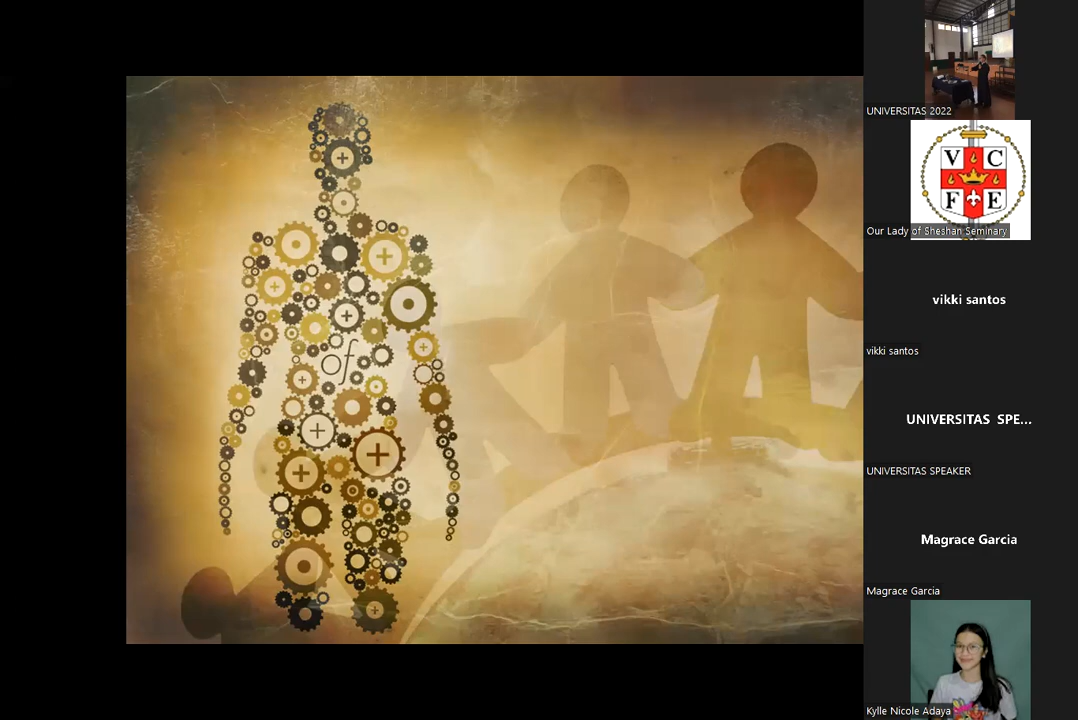 of
UNIVERSITAS 2022
V C
F E
Our Lady of Sheshan Seminary
vikki santos
vikki santos
UNIVERSITAS SPE...
UNIVERSITAS SPEAKER
Magrace Garcia
Magrace Garcia
Kylle Nicole Adaya